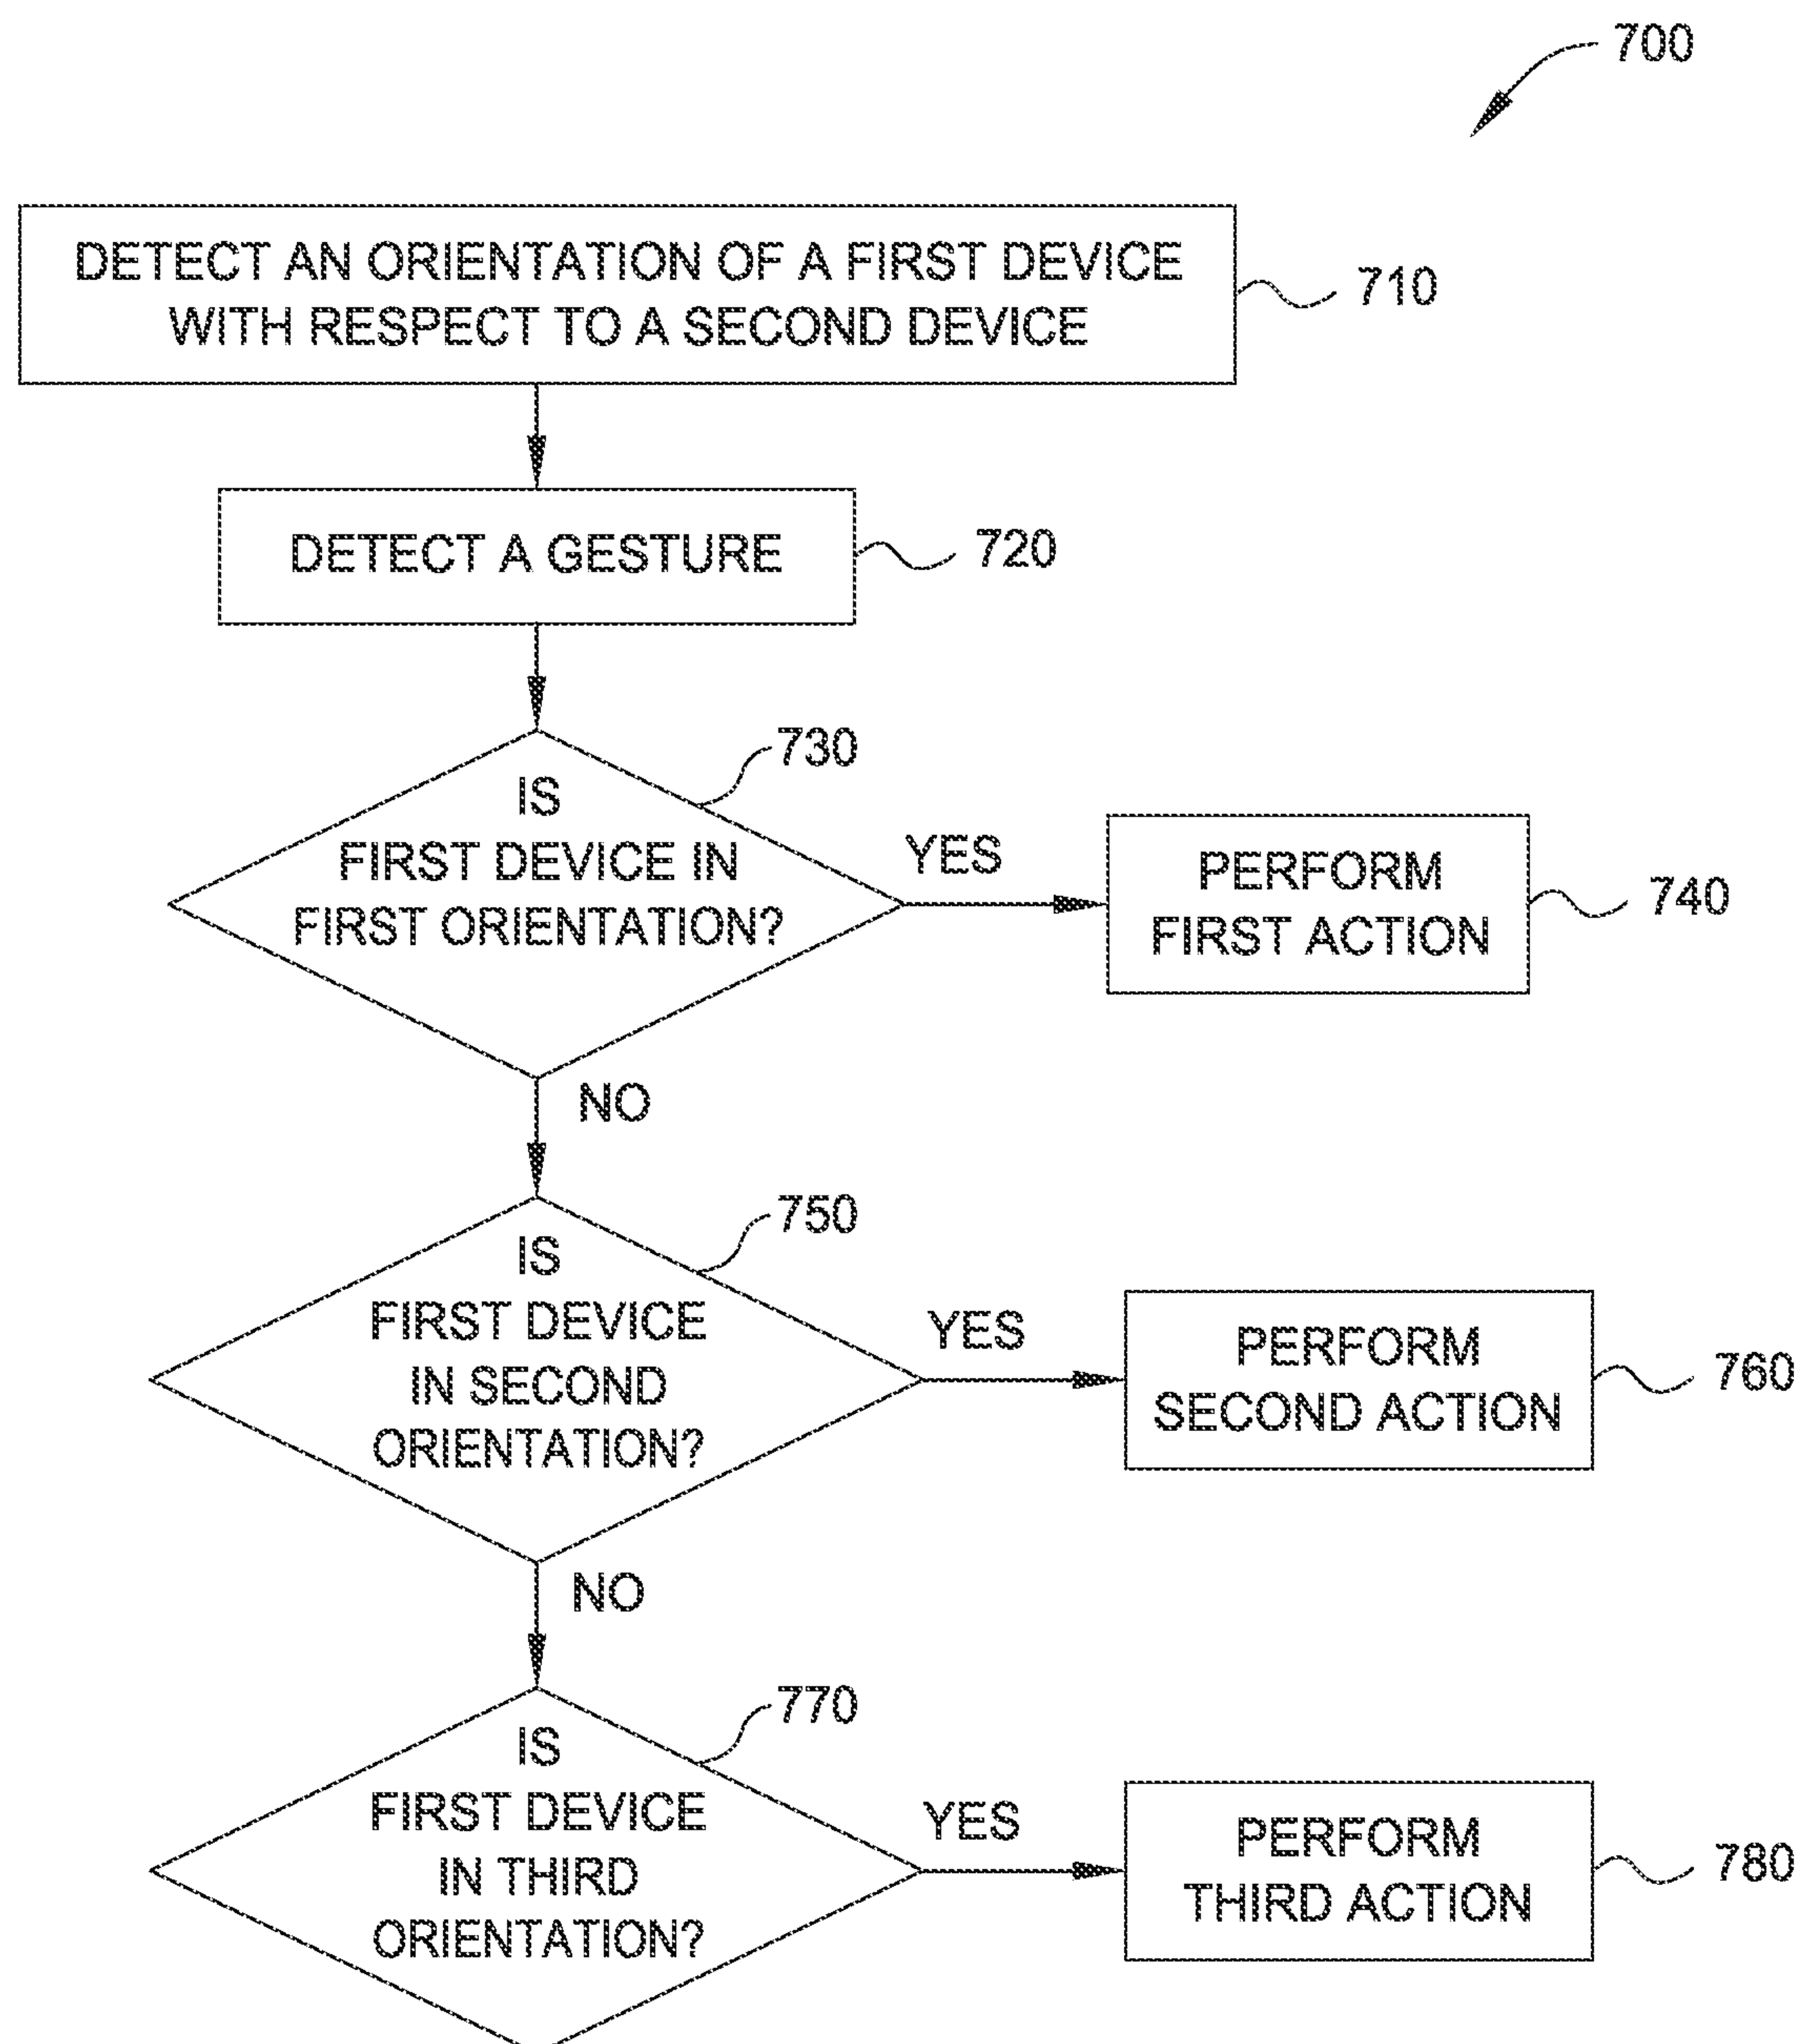 700
DETECT AN ORIENTATION OF A FIRST DEVICE
WITH RESPECT TO A SECOND DEVICE
710
DETECT A GESTURE
720
730
IS
FIRST DEVICE IN
FIRST ORIENTATION?
YES
PERFORM
FIRST ACTION
740
NO
750
IS
FIRST DEVICE
IN SECOND
ORIENTATION?
YES
PERFORM
SECOND ACTION
760
NO
770
IS
FIRST DEVICE
IN THIRD
ORIENTATION?
YES
PERFORM
THIRD ACTION
780